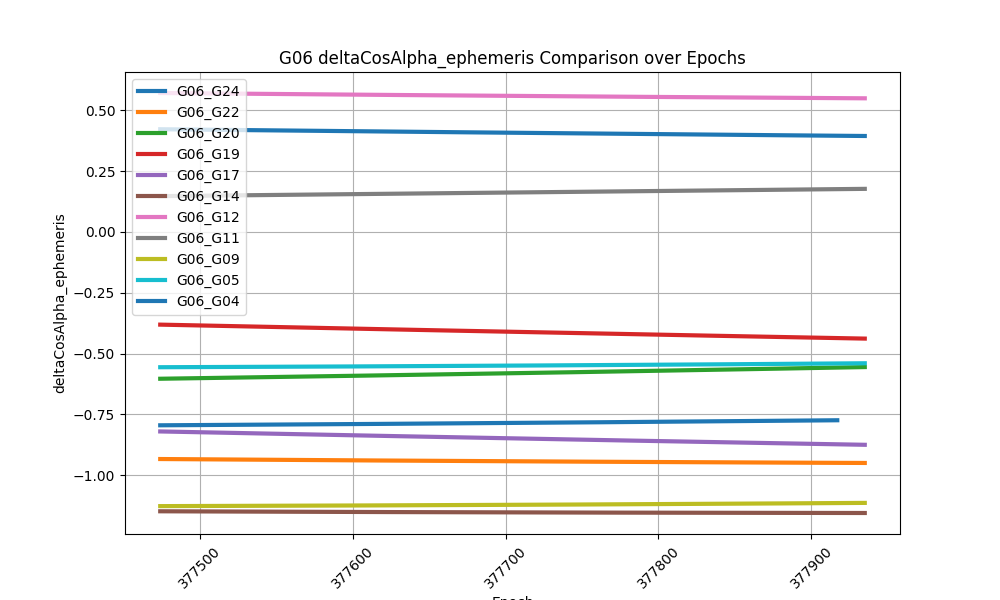 G06 deltaCosAlpha_ephemeris Comparison over Epochs
deltaCosAlpha_ephemeris
0.50
0.25
0.00
−0.25
−0.50
−0.75
−1.00
G06_G24
G06_G22
G06_G20
G06_G19
G06_G17
G06_G14
G06_G12
G06_G11
G06_G09
G06_G05
G06_G04
377500
377600
377700
377800
377900
Epoch